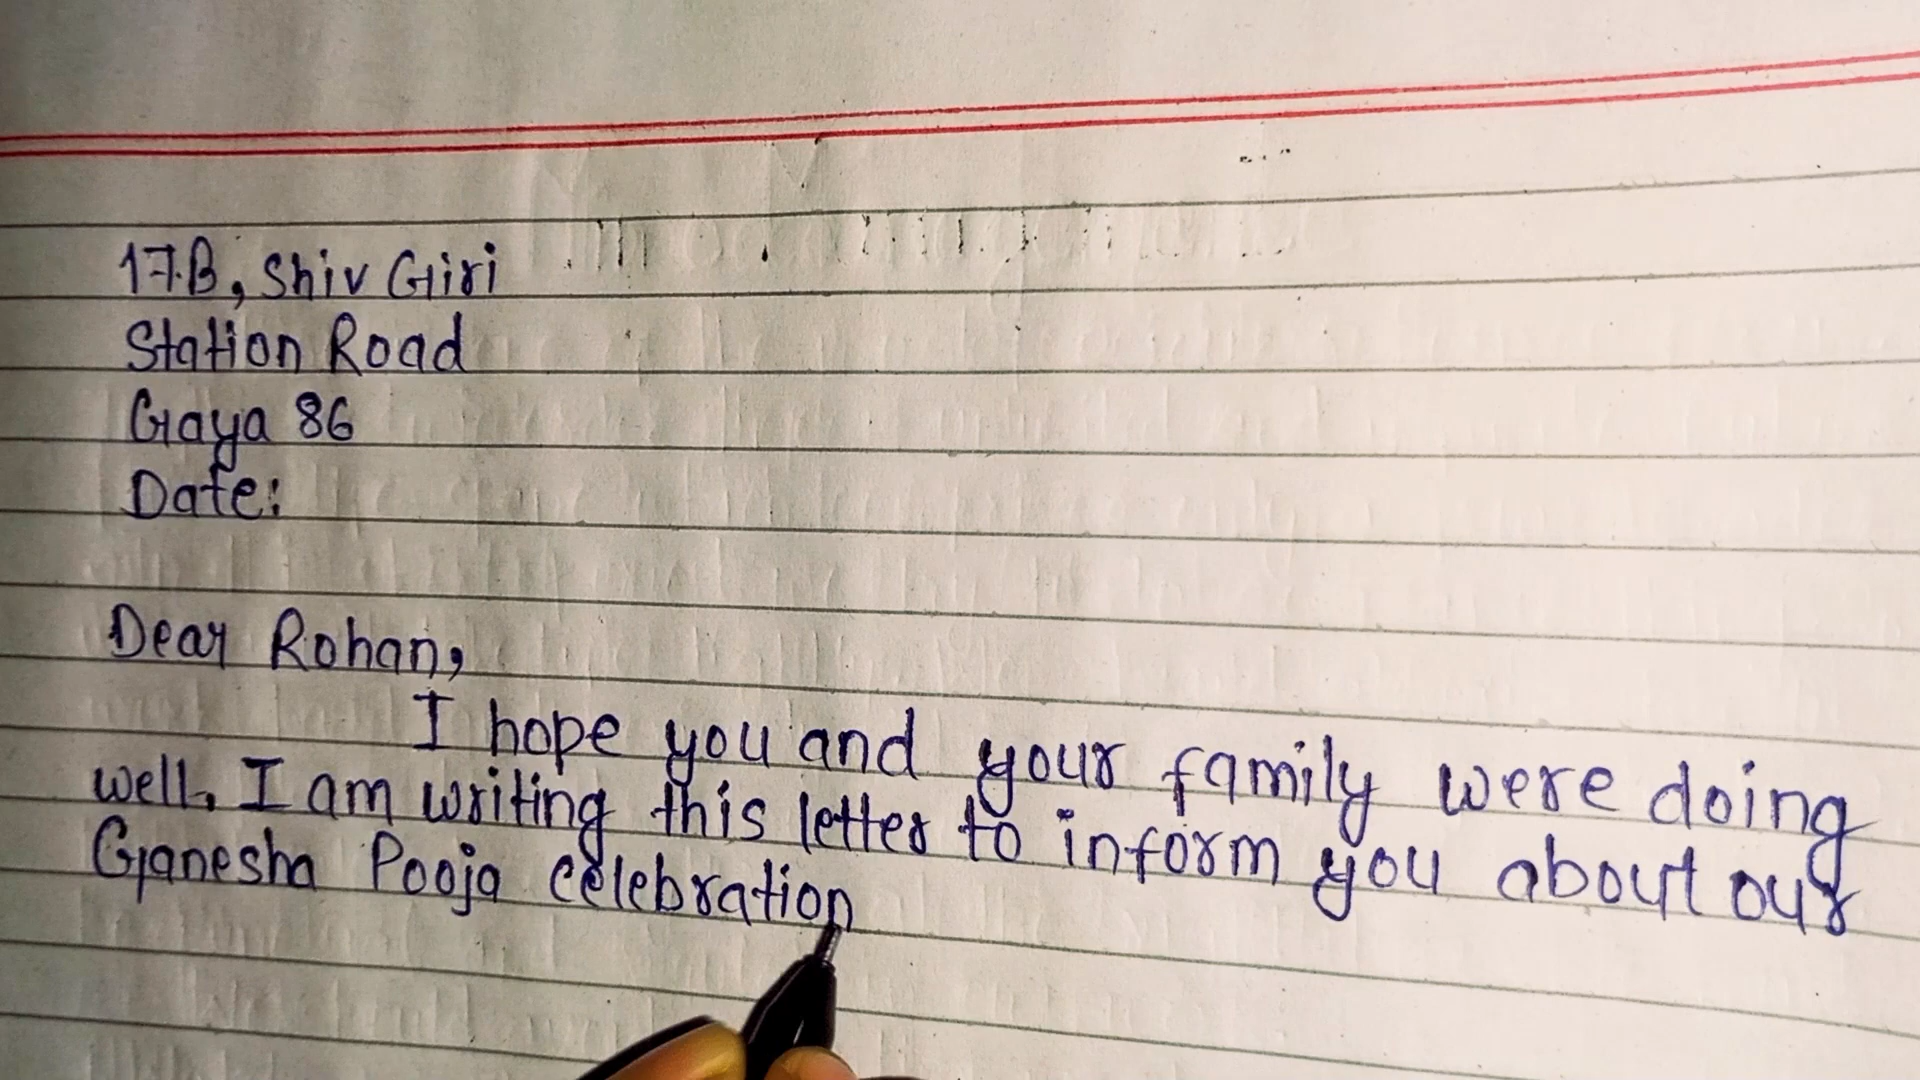 17.B, Shiv Giri
Station Road
Gaya 86
Date:
Dear Rohan,
I hope you and your family were doing
well. I am writing this letter to inform you about our
Ganesha Pooja celebration